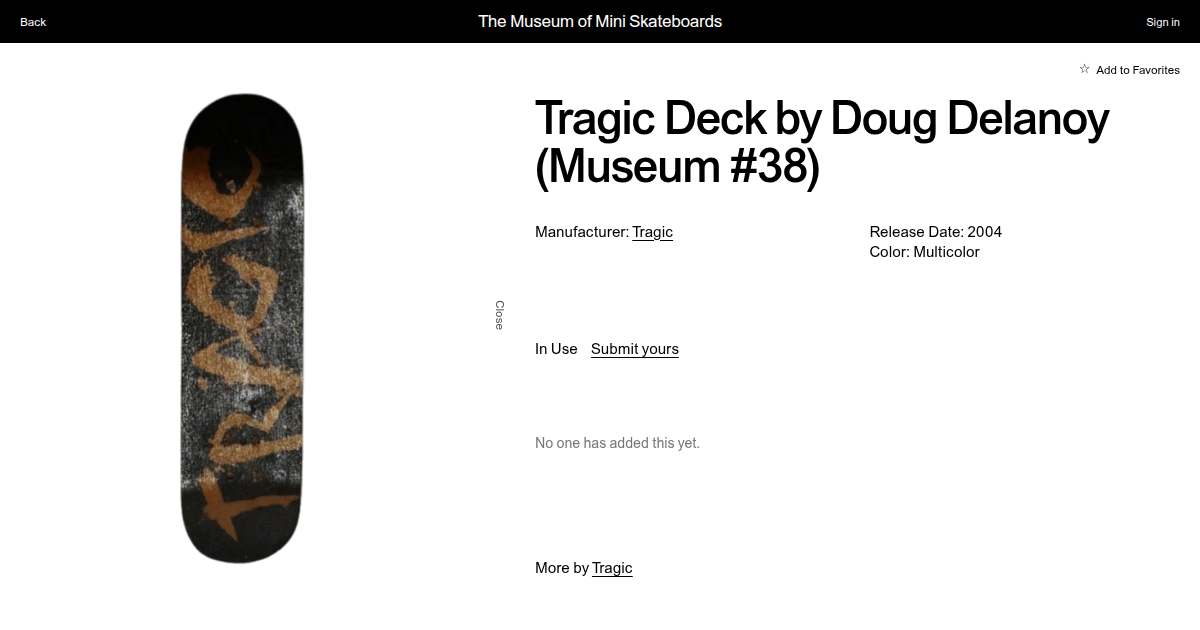 Back
The Museum of Mini Skateboards
Sign in
☆ Add to Favorites
Tragic Deck by Doug Delanoy
(Museum #38)
Manufacturer: Tragic
Release Date: 2004
Color: Multicolor
TRAGIC
Close
In Use Submit yours
No one has added this yet.
More by Tragic